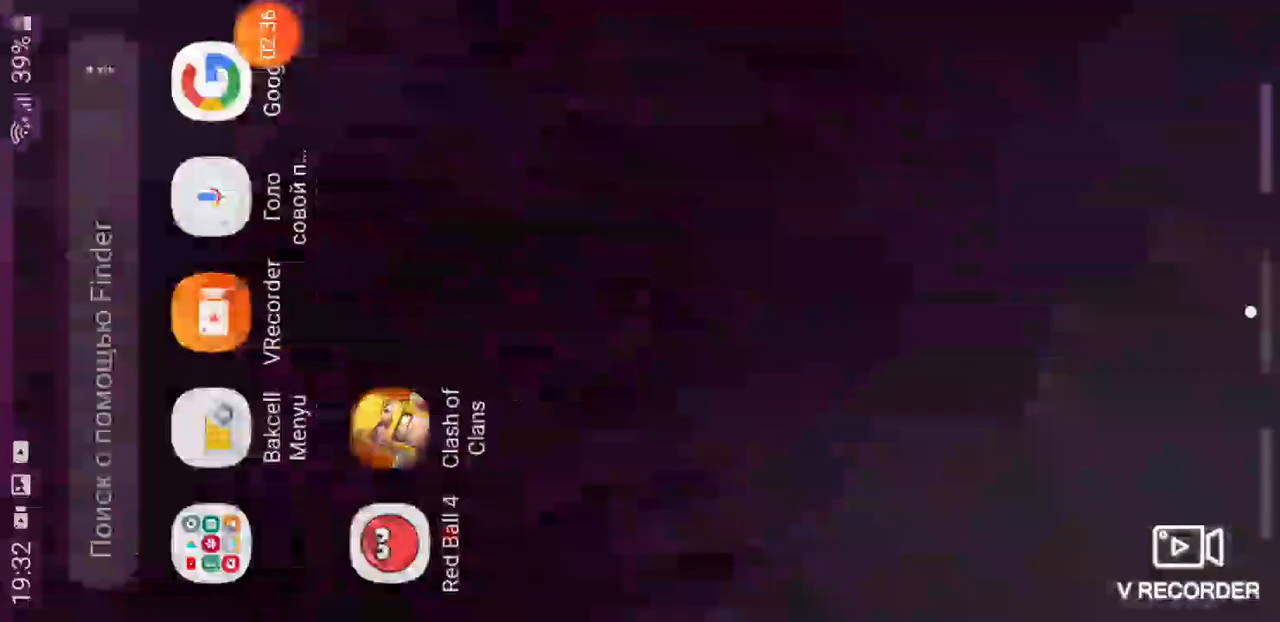 19:32
39%
02:36
Поиск с помощью Finder
Bakcell
Menyu
VRecorder
Голо
совой п...
Goog
Red Ball 4
Clash of
Clans
V RECORDER